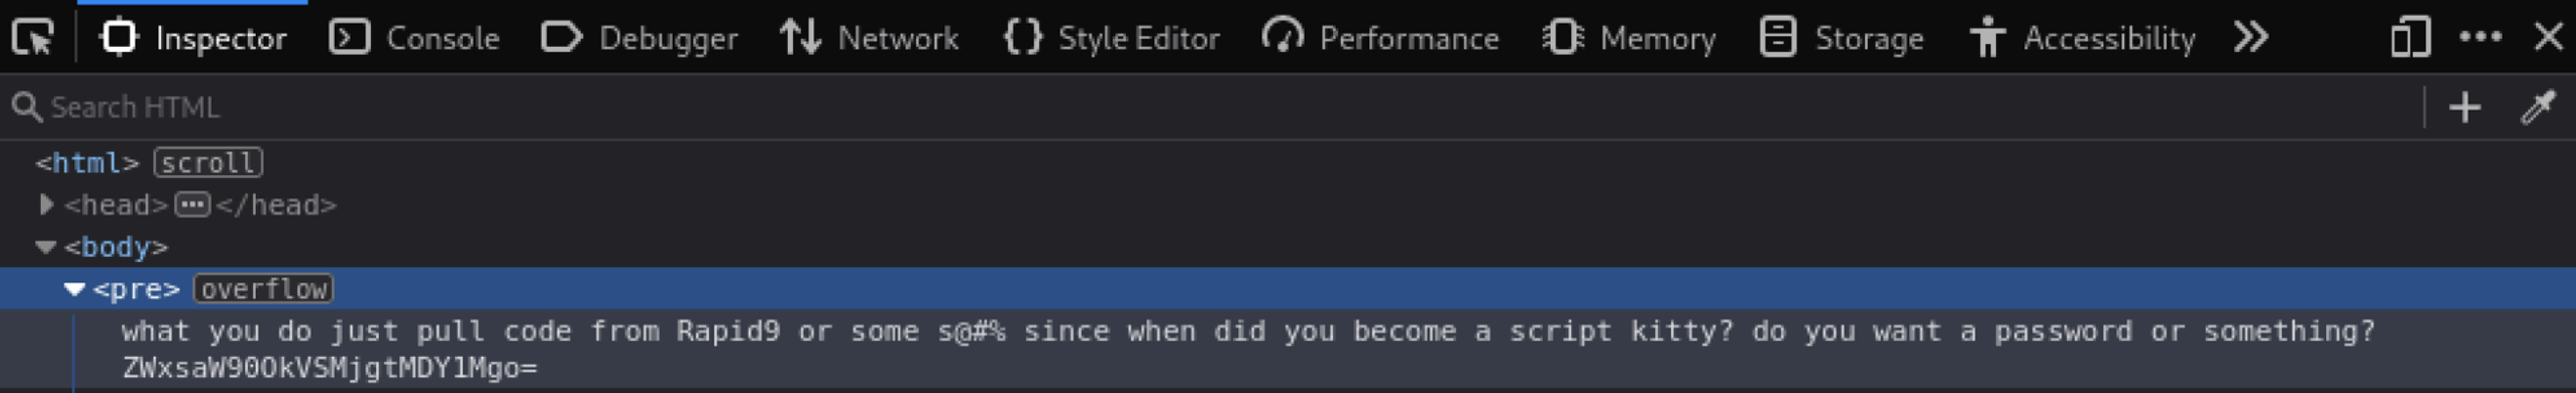 Inspector Console Debugger Network {} Style Editor Performance Memory Storage Accessibility
Search HTML
<html> scroll
<head> ... </head>
<body>
<pre> overflow
what you do just pull code from Rapid9 or some s@#% since when did you become a script kitty? do you want a password or something?
ZWxsaW90OkVSMjgtMDY1Mgo=